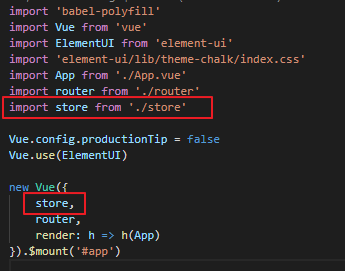 import 'babel-polyfill'
import Vue from 'vue'
import ElementUI from 'element-ui'
import 'element-ui/lib/theme-chalk/index.css'
import App from './App.vue'
import router from './router'
import store from './store'
Vue.config.productionTip = false
Vue.use(ElementUI)
new Vue({
store,
router,
render: h => h(App)
}).$mount('#app')